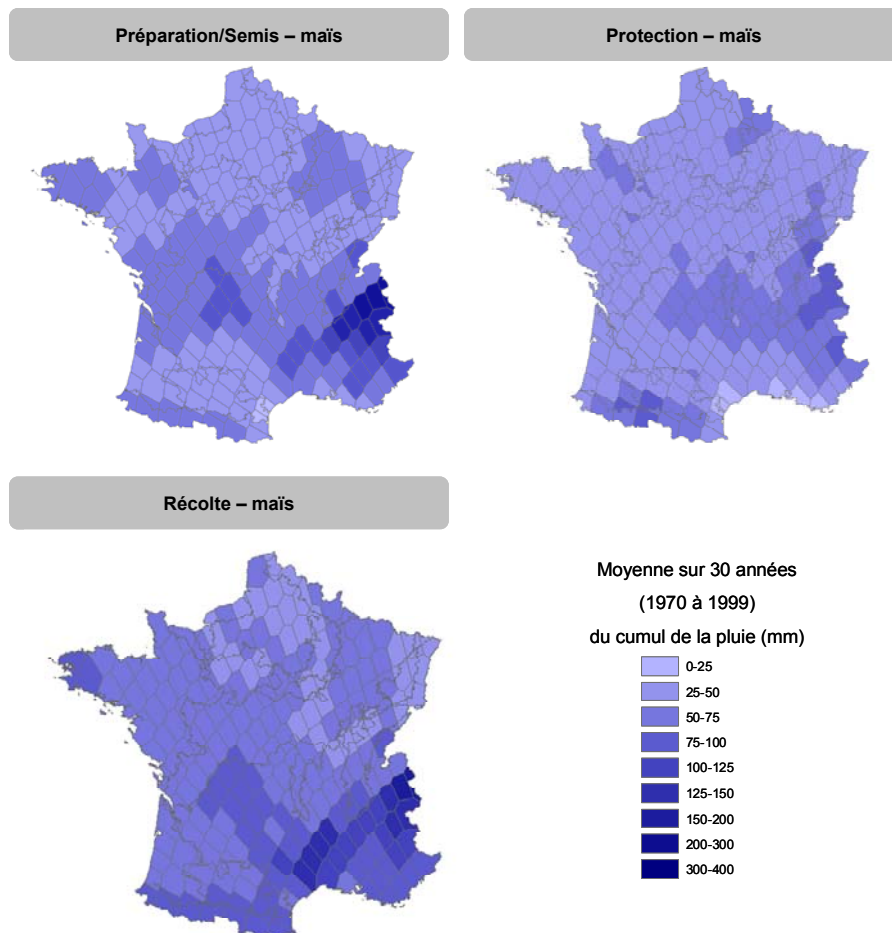 Préparation/Semis – maïs
Protection – maïs
Récolte – maïs
Moyenne sur 30 années
(1970 à 1999)
du cumul de la pluie (mm)
0-25
25-50
50-75
75-100
100-125
125-150
150-200
200-300
300-400